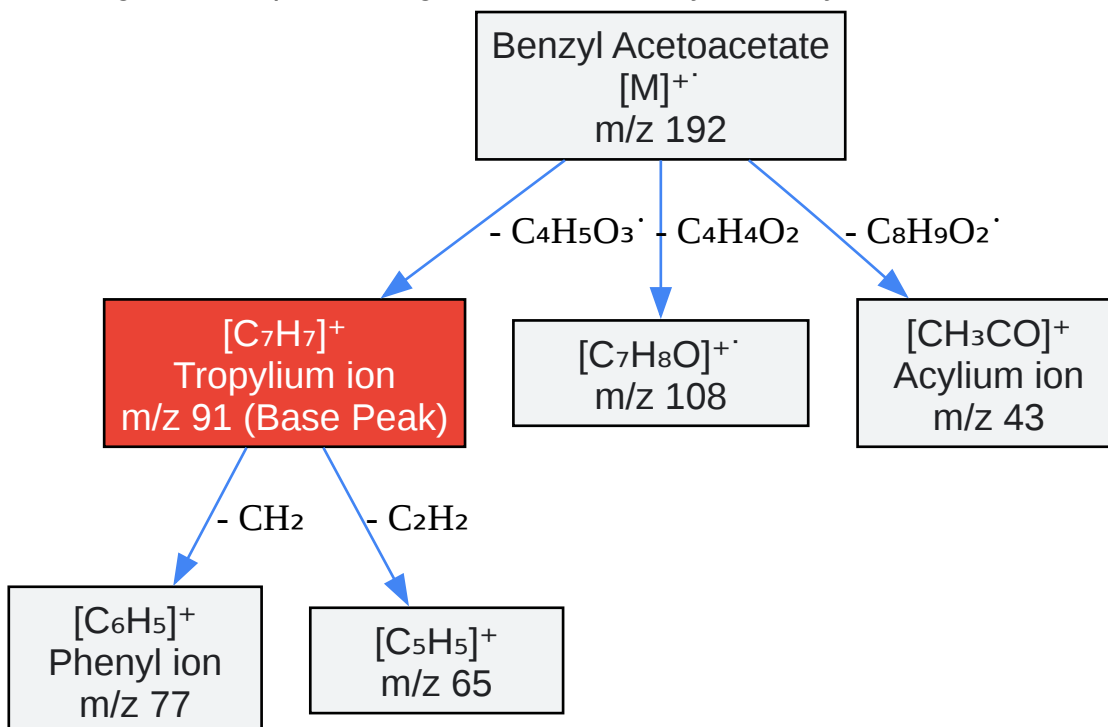 Benzyl Acetoacetate
[M]⁺˙
m/z 192
- C₄H₅O₃˙ - C₄H₄O₂ - C₈H₉O₂˙
[C₇H₇]⁺
Tropylium ion
m/z 91 (Base Peak)
[C₇H₈O]⁺˙
m/z 108
[CH₃CO]⁺
Acylium ion
m/z 43
- CH₂ - C₂H₂
[C₆H₅]⁺
Phenyl ion
m/z 77
[C₅H₅]⁺
m/z 65